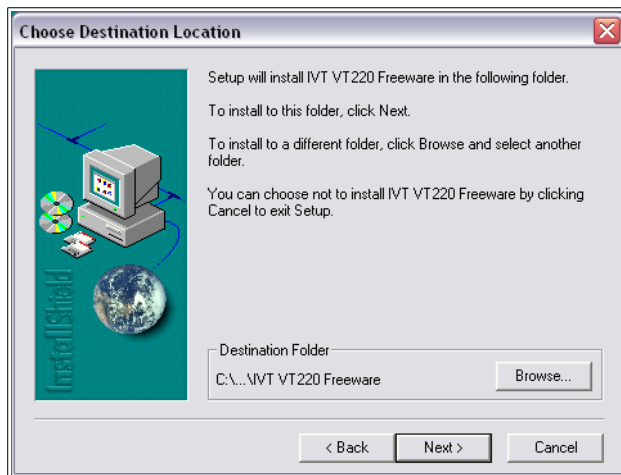 Choose Destination Location
Setup will install IVT VT220 Freeware in the following folder.
To install to this folder, click Next.
To install to a different folder, click Browse and select another
folder.
You can choose not to install IVT VT220 Freeware by clicking
Cancel to exit Setup.
InstallShield
Destination Folder
C:\...\IVT VT220 Freeware
Browse...
< Back
Next >
Cancel